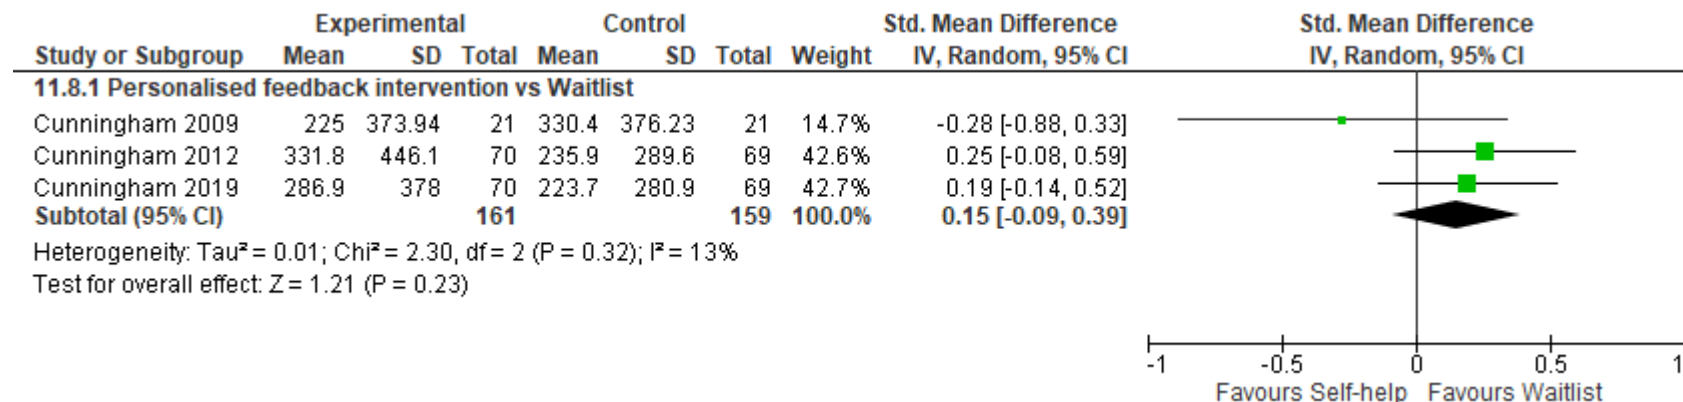 Experimental Control Std. Mean Difference Std. Mean Difference
Study or Subgroup Mean SD Total Mean SD Total Weight IV, Random, 95% CI IV, Random, 95% CI
11.8.1 Personalised feedback intervention vs Waitlist
Cunningham 2009 225 373.94 21 330.4 376.23 21 14.7% -0.28 [-0.88, 0.33]
Cunningham 2012 331.8 446.1 70 235.9 289.6 69 42.6% 0.25 [-0.08, 0.59]
Cunningham 2019 286.9 378 70 223.7 280.9 69 42.7% 0.19 [-0.14, 0.52]
Subtotal (95% CI) 161 159 100.0% 0.15 [-0.09, 0.39]
Heterogeneity: Tau² = 0.01; Chi² = 2.30, df = 2 (P = 0.32); I² = 13%
Test for overall effect: Z = 1.21 (P = 0.23)
-1 -0.5 0 0.5 1
Favours Self-help Favours Waitlist